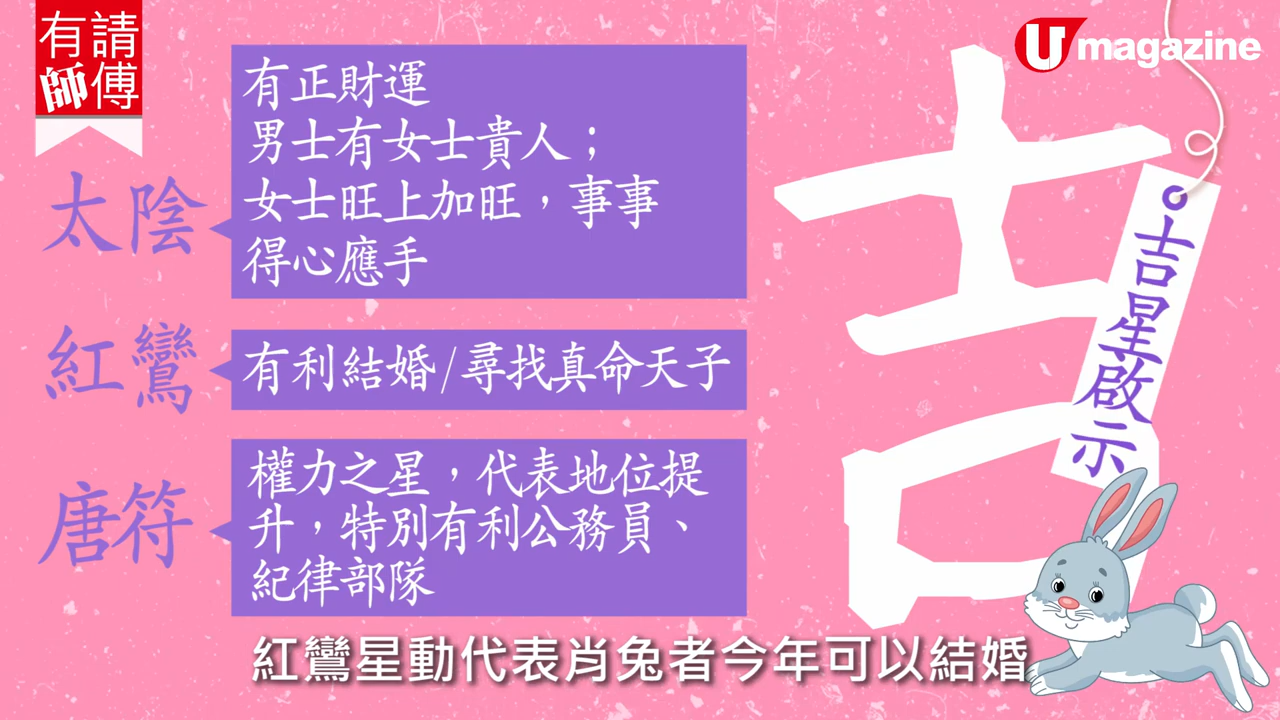 有請
師傅
U magazine
太陰
有正財運
男士有女士貴人；
女士旺上加旺，事事
得心應手
紅鸞
有利結婚/尋找真命天子
唐符
權力之星，代表地位提
升，特別有利公務員、
紀律部隊
吉
吉星啟示
紅鸞星動代表肖兔者今年可以結婚